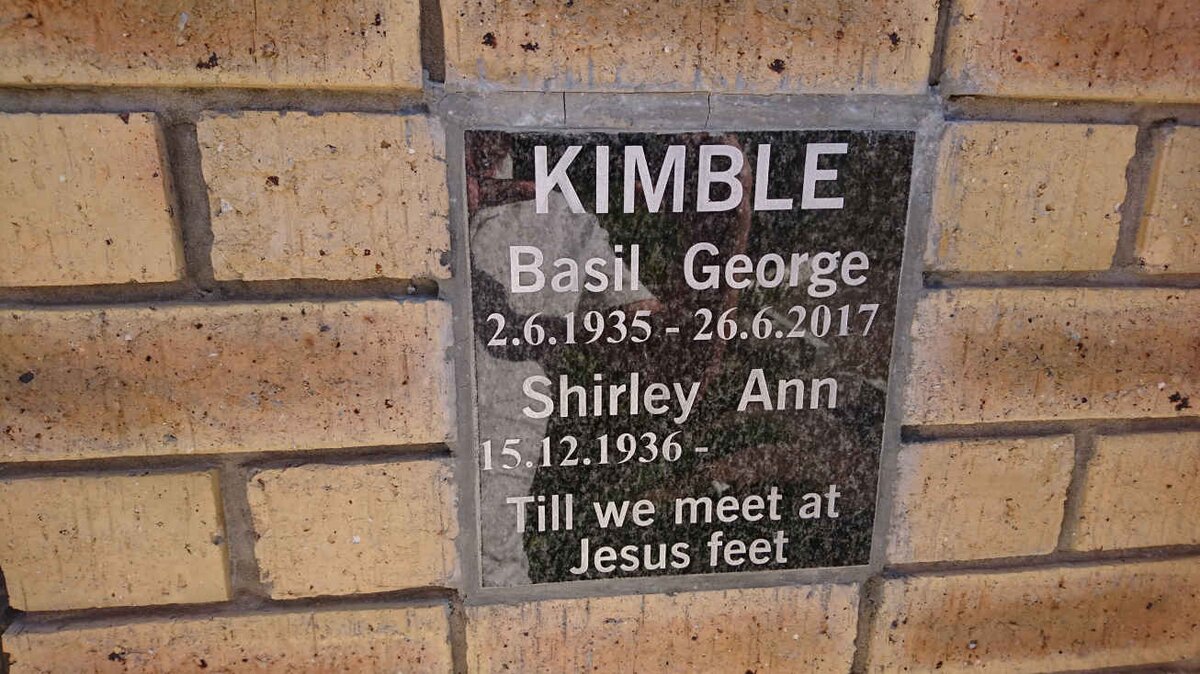 KIMBLE
Basil George
2.6.1935 - 26.6.2017
Shirley Ann
15.12.1936 -
Till we meet at
Jesus feet